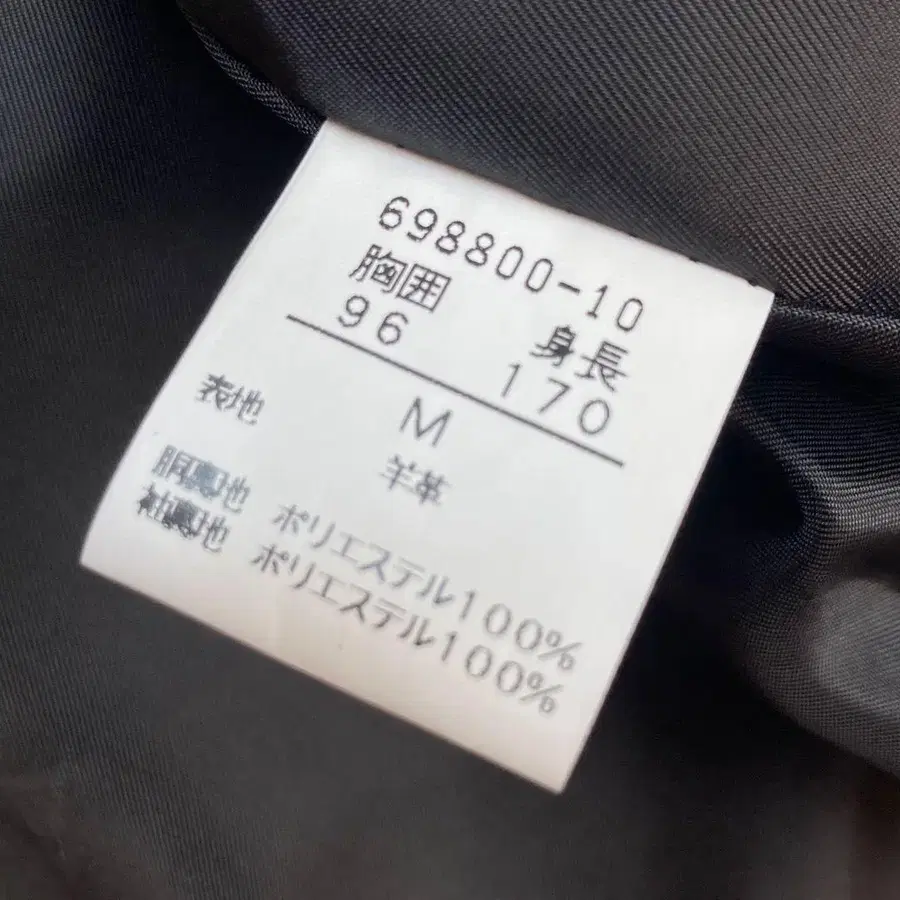 698800-10
胸囲 身長
96 170
M
表地 羊革
胴裏地 ポリエステル100%
袖裏地 ポリエステル100%